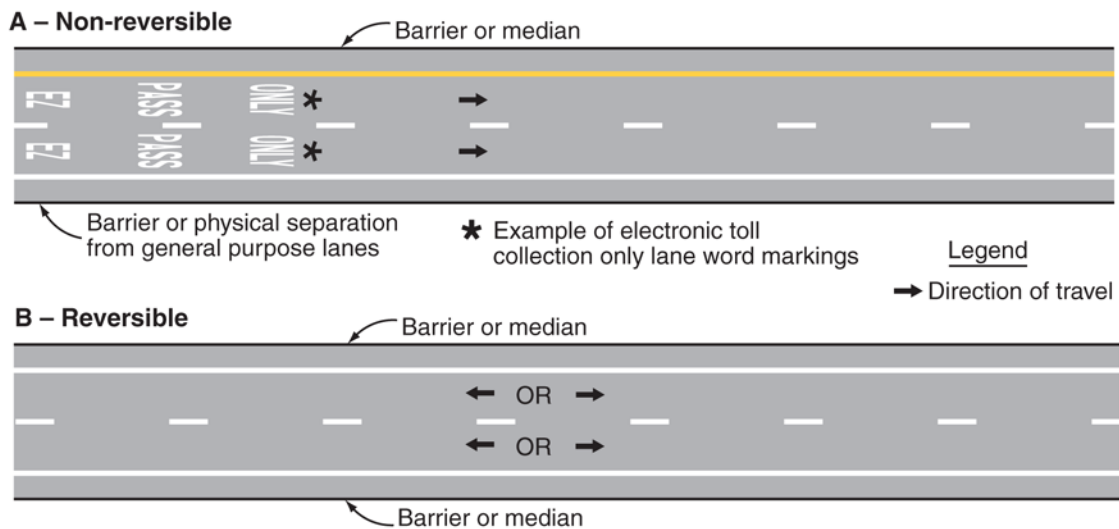 A – Non-reversible
Barrier or median
EZ PASS ONLY *
EZ PASS ONLY *
Barrier or physical separation
from general purpose lanes
* Example of electronic toll
collection only lane word markings
Legend
Direction of travel
B – Reversible
Barrier or median
OR
OR
Barrier or median